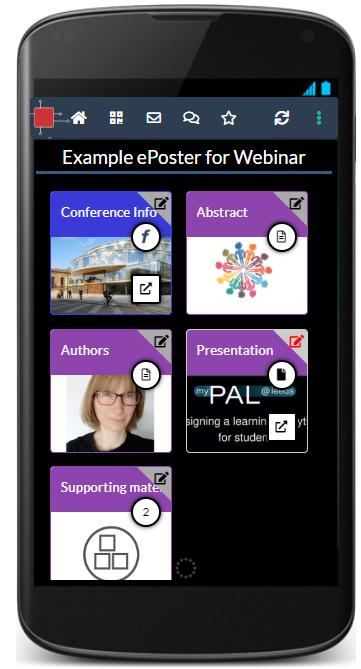 Example ePoster for Webinar
Conference Info
f
Abstract
Authors
Presentation
my PAL @leeds
signing a learnin
yt
for studen
Supporting mate
2